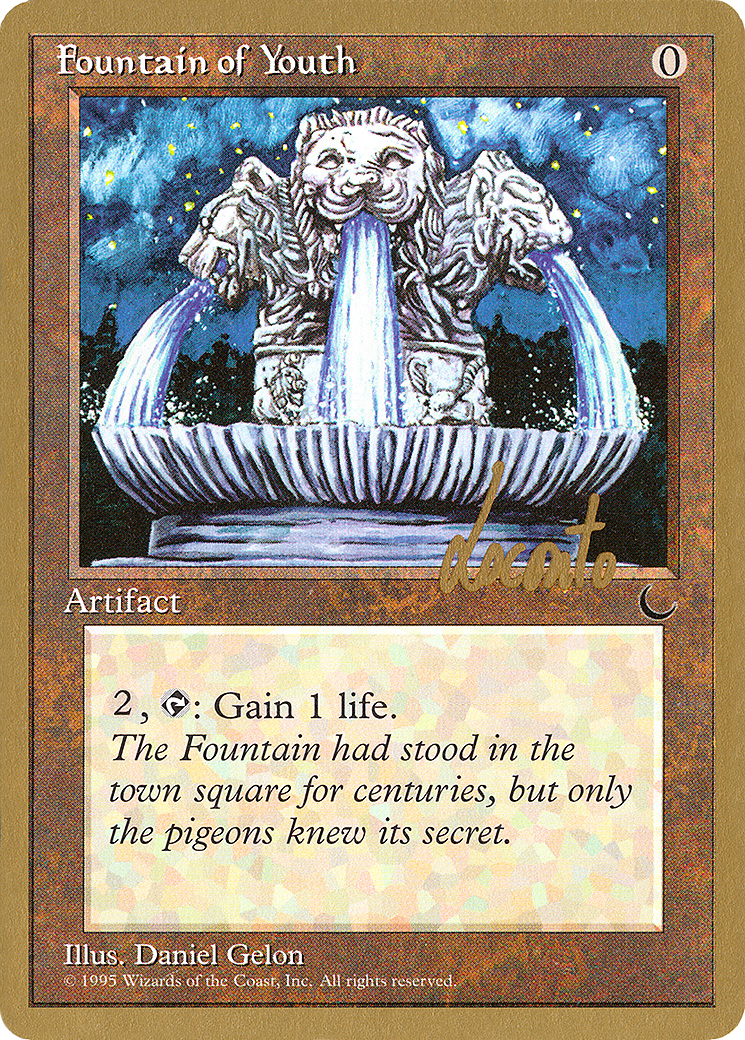 Fountain of Youth 0
loconto
Artifact
2, : Gain 1 life.
The Fountain had stood in the
town square for centuries, but only
the pigeons knew its secret.
Illus. Daniel Gelon
© 1995 Wizards of the Coast, Inc. All rights reserved.